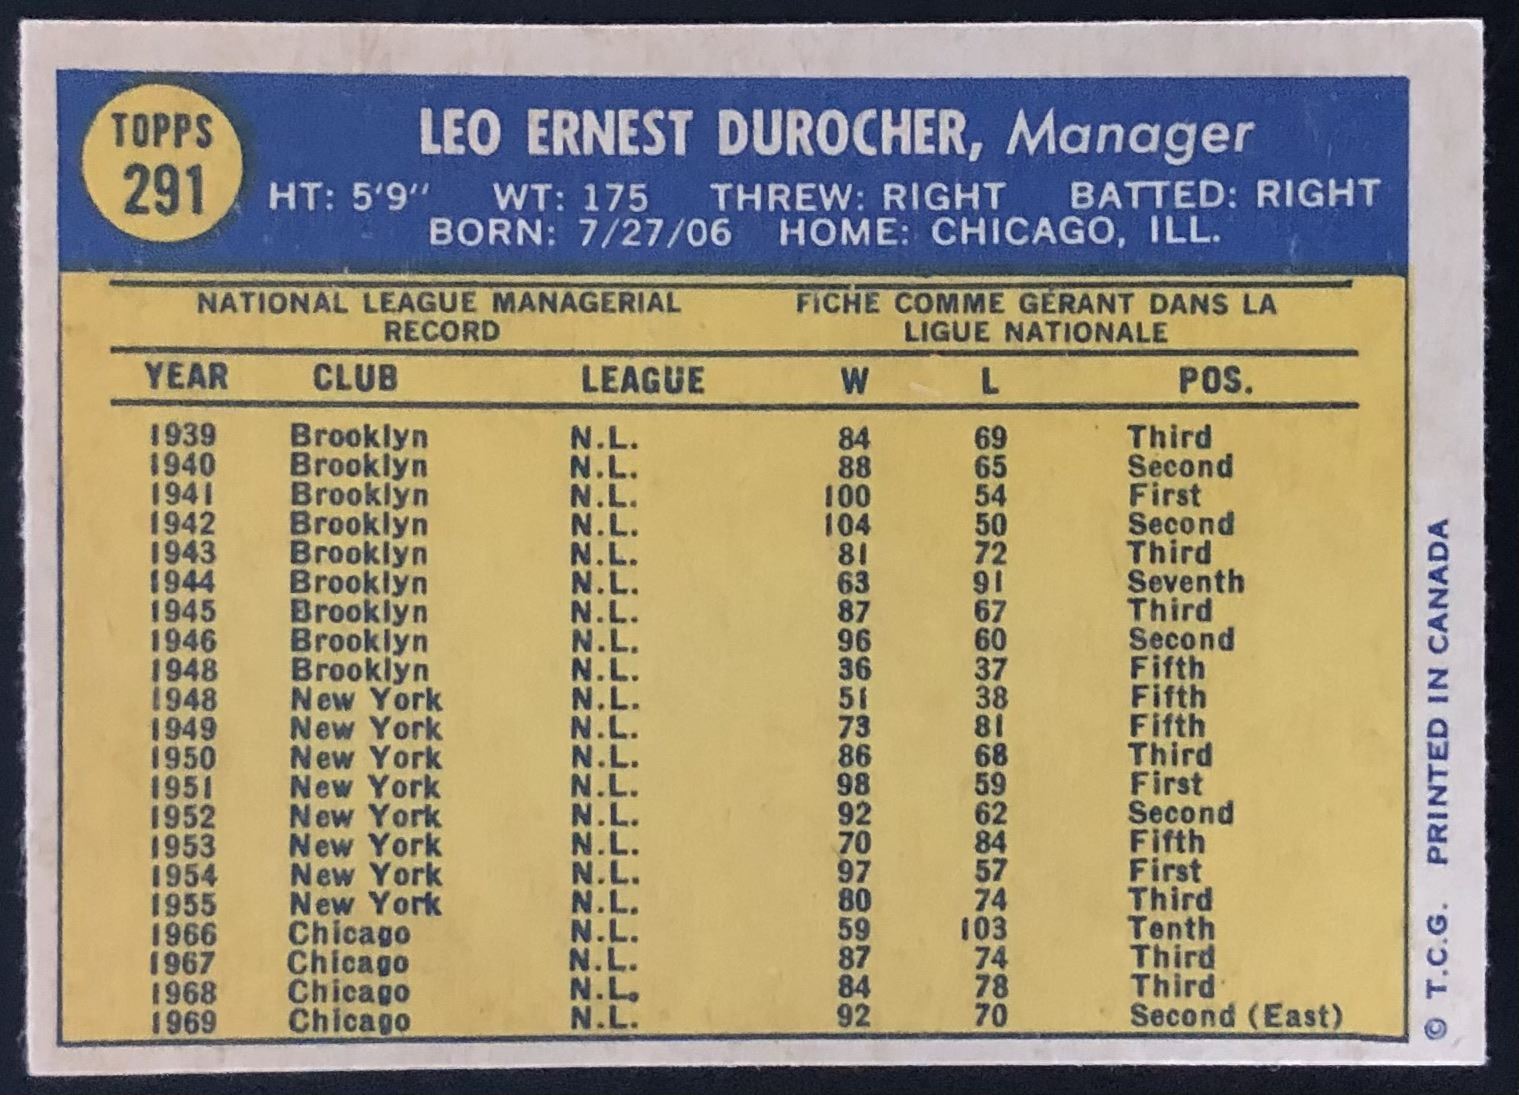 TOPPS
291
LEO ERNEST DUROCHER, Manager
HT: 5'9" WT: 175 THREW: RIGHT BATTED: RIGHT
BORN: 7/27/06 HOME: CHICAGO, ILL.
NATIONAL LEAGUE MANAGERIAL
RECORD
FICHE COMME GÉRANT DANS LA
LIGUE NATIONALE
YEAR CLUB LEAGUE W L POS.
1939 Brooklyn N.L. 84 69 Third
1940 Brooklyn N.L. 88 65 Second
1941 Brooklyn N.L. 100 54 First
1942 Brooklyn N.L. 104 50 Second
1943 Brooklyn N.L. 81 72 Third
1944 Brooklyn N.L. 63 91 Seventh
1945 Brooklyn N.L. 87 67 Third
1946 Brooklyn N.L. 96 60 Second
1948 Brooklyn N.L. 36 37 Fifth
1948 New York N.L. 51 38 Fifth
1949 New York N.L. 73 81 Fifth
1950 New York N.L. 86 68 Third
1951 New York N.L. 98 59 First
1952 New York N.L. 92 62 Second
1953 New York N.L. 70 84 Fifth
1954 New York N.L. 97 57 First
1955 New York N.L. 80 74 Third
1966 Chicago N.L. 59 103 Tenth
1967 Chicago N.L. 87 74 Third
1968 Chicago N.L. 84 78 Third
1969 Chicago N.L. 92 70 Second (East)
© T.C.G. PRINTED IN CANADA